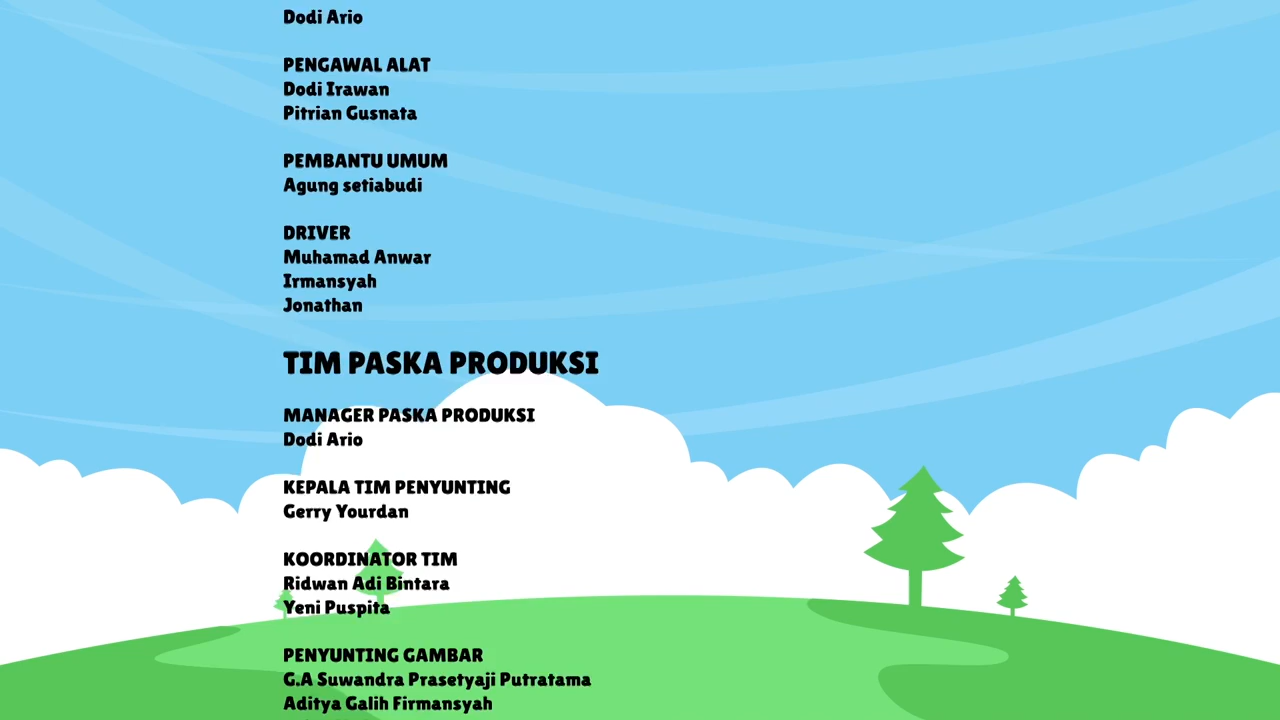 Dodi Ario
PENGAWAL ALAT
Dodi Irawan
Pitrian Gusnata
PEMBANTU UMUM
Agung setiabudi
DRIVER
Muhamad Anwar
Irmansyah
Jonathan
TIM PASKA PRODUKSI
MANAGER PASKA PRODUKSI
Dodi Ario
KEPALA TIM PENYUNTING
Gerry Yourdan
KOORDINATOR TIM
Ridwan Adi Bintara
Yeni Puspita
PENYUNTING GAMBAR
G.A Suwandra Prasetyaji Putratama
Aditya Galih Firmansyah